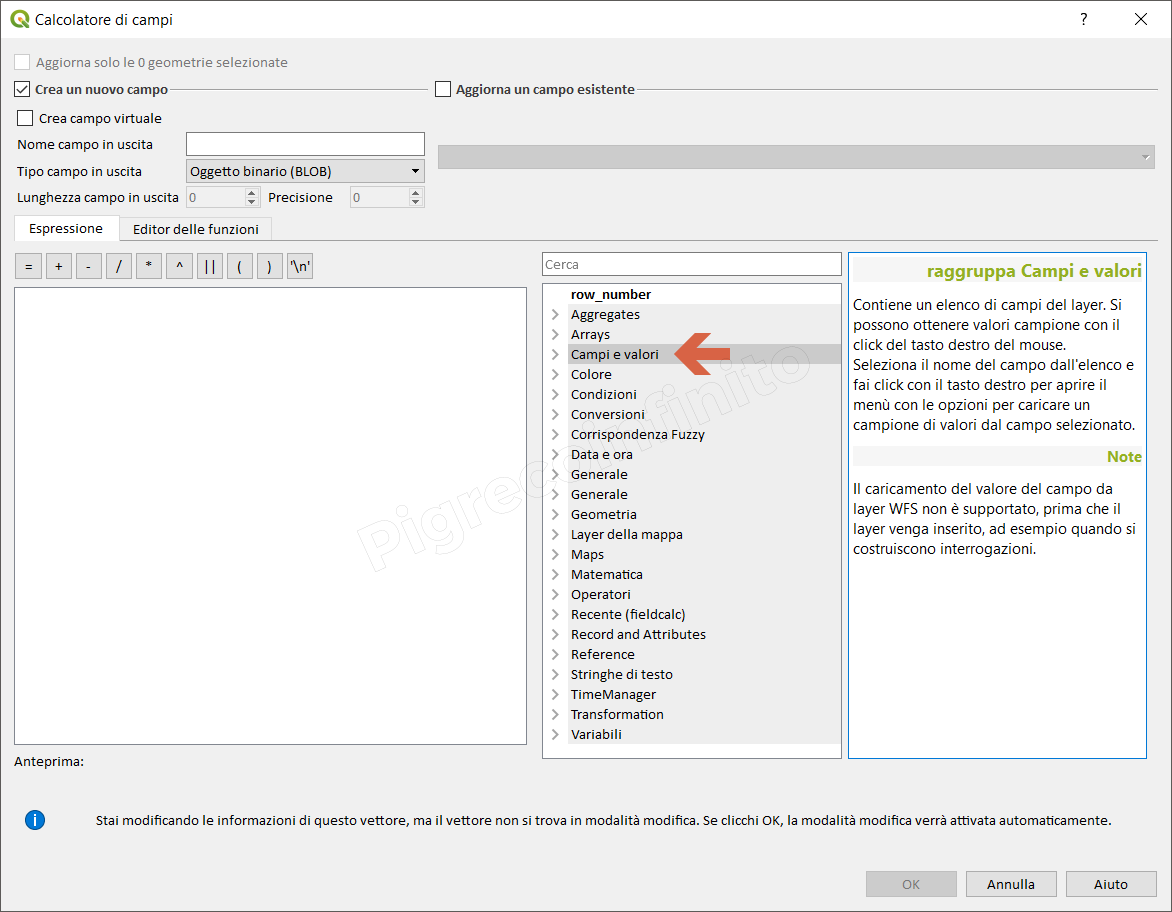 Calcolatore di campi
?
Aggiorna solo le 0 geometrie selezionate
Crea un nuovo campo
Aggiorna un campo esistente
Crea campo virtuale
Nome campo in uscita
Tipo campo in uscita
Oggetto binario (BLOB)
Lunghezza campo in uscita
0
Precisione
0
Espressione
Editor delle funzioni
= + - / * ^ || ( ) '\n'
Cerca
row_number
Aggregates
Arrays
Campi e valori
Colore
Condizioni
Conversioni
Corrispondenza Fuzzy
Data e ora
Generale
Generale
Geometria
Layer della mappa
Maps
Matematica
Operatori
Recente (fieldcalc)
Record and Attributes
Reference
Stringhe di testo
TimeManager
Transformation
Variabili
raggruppa Campi e valori
Contiene un elenco di campi del layer. Si
possono ottenere valori campione con il
click del tasto destro del mouse.
Seleziona il nome del campo dall'elenco e
fai click con il tasto destro per aprire il
menù con le opzioni per caricare un
campione di valori dal campo selezionato.
Note
Il caricamento del valore del campo da
layer WFS non è supportato, prima che il
layer venga inserito, ad esempio quando si
costruiscono interrogazioni.
Pigrecoinfinito
Anteprima:
Stai modificando le informazioni di questo vettore, ma il vettore non si trova in modalità modifica. Se clicchi OK, la modalità modifica verrà attivata automaticamente.
OK
Annulla
Aiuto